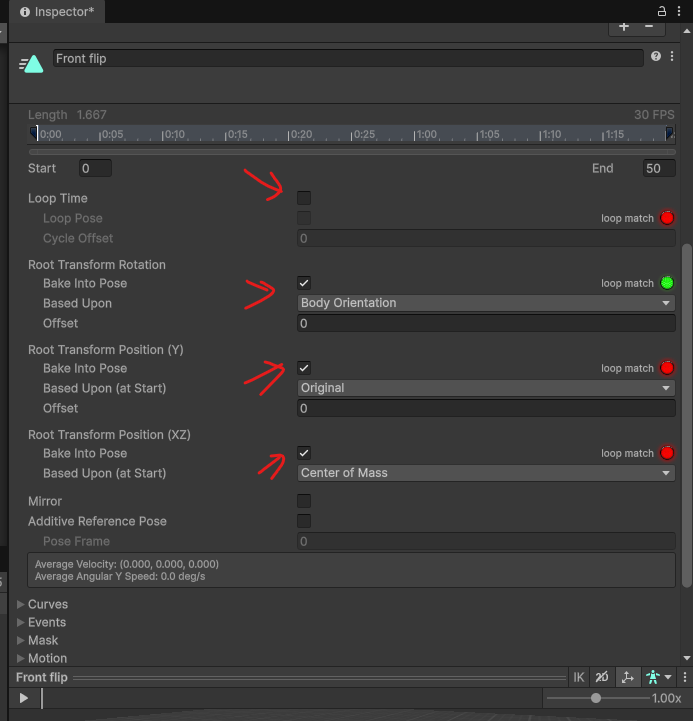 Inspector*
Front flip
Length 1.667
30 FPS
0:00 0:05 0:10 0:15 0:20 0:25 1:00 1:05 1:10 1:15
Start 0 End 50
Loop Time
Loop Pose loop match
Cycle Offset 0
Root Transform Rotation
Bake Into Pose loop match
Based Upon Body Orientation
Offset 0
Root Transform Position (Y)
Bake Into Pose loop match
Based Upon (at Start) Original
Offset 0
Root Transform Position (XZ)
Bake Into Pose loop match
Based Upon (at Start) Center of Mass
Mirror
Additive Reference Pose
Pose Frame 0
Average Velocity: (0.000, 0.000, 0.000)
Average Angular Y Speed: 0.0 deg/s
Curves
Events
Mask
Motion
Front flip IK 2D
1.00x